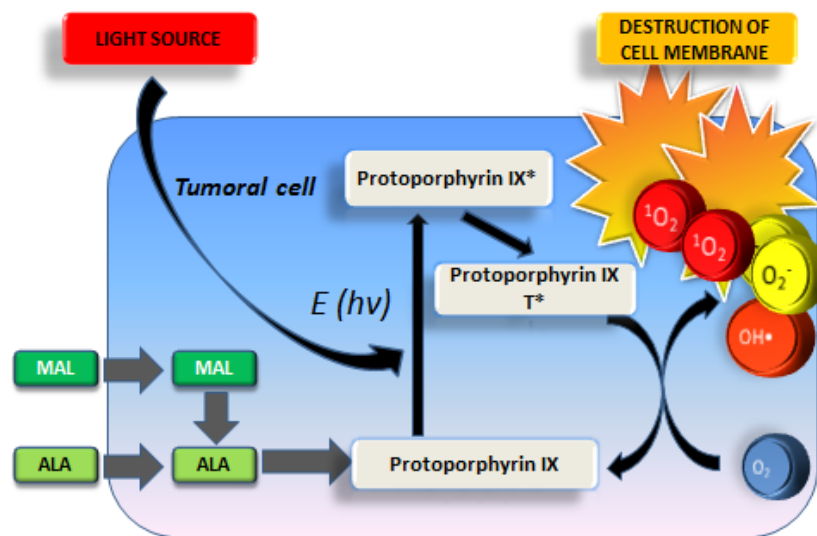 LIGHT SOURCE
DESTRUCTION OF
CELL MEMBRANE
Tumoral cell
Protoporphyrin IX*
¹O₂
¹O₂
O₂⁻
Protoporphyrin IX
T*
E (hv)
OH•
MAL
MAL
ALA
ALA
Protoporphyrin IX
O₂